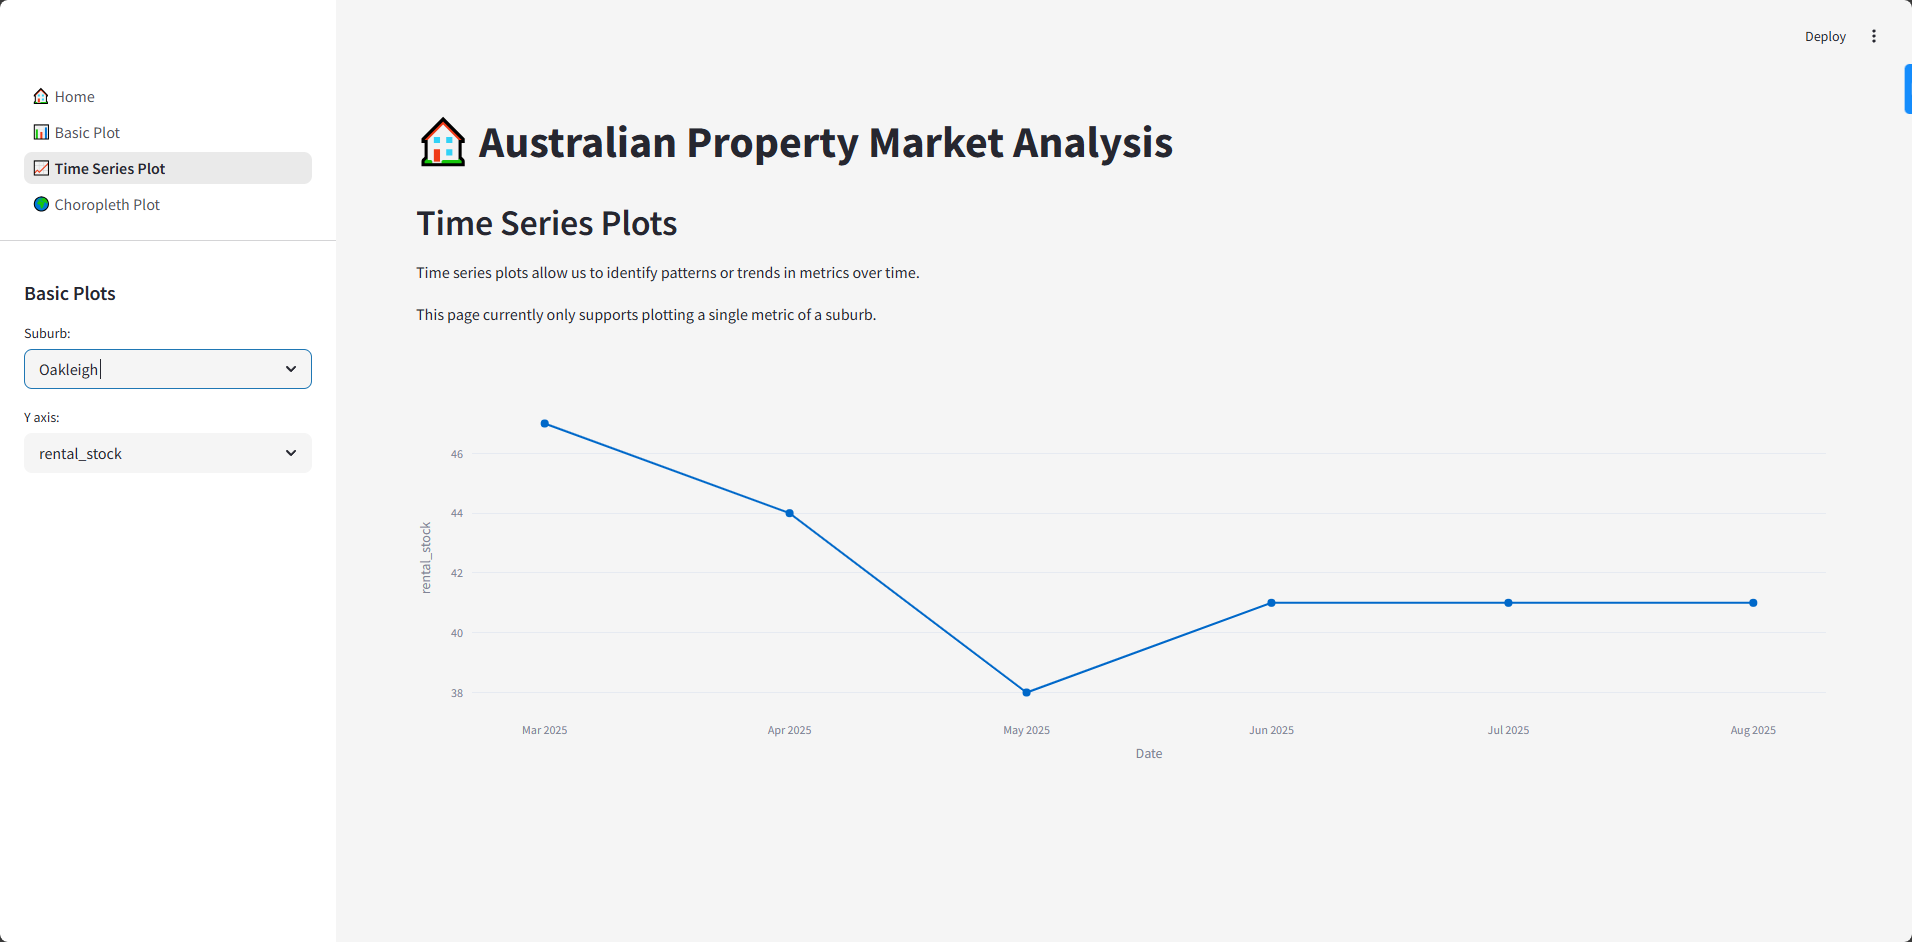 Deploy
Home
Basic Plot
Time Series Plot
Choropleth Plot
Basic Plots
Suburb:
Oakleigh
Y axis:
rental_stock
Australian Property Market Analysis
Time Series Plots
Time series plots allow us to identify patterns or trends in metrics over time.
This page currently only supports plotting a single metric of a suburb.
46
44
42
40
38
rental_stock
Mar 2025 Apr 2025 May 2025 Jun 2025 Jul 2025 Aug 2025
Date